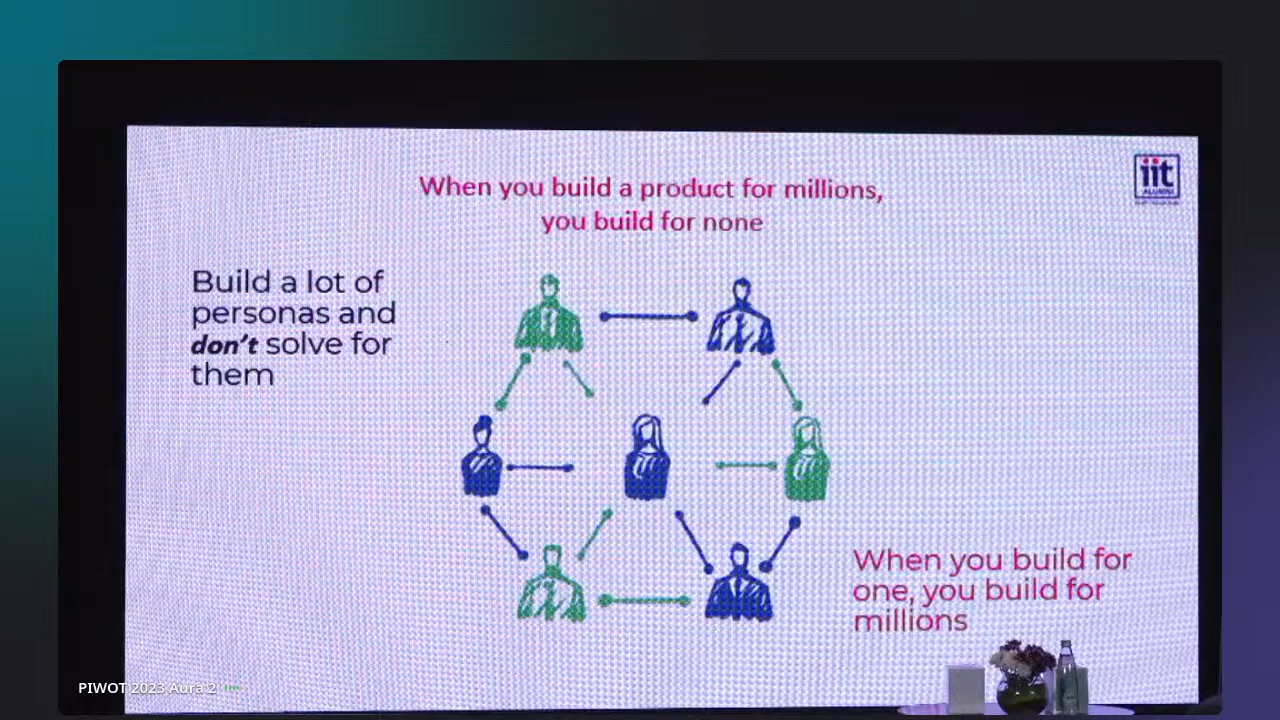 When you build a product for millions,
you build for none
iit
ALUMNI
Build a lot of
personas and
don't solve for
them
When you build for
one, you build for
millions
PIWOT 2023 Aura 2